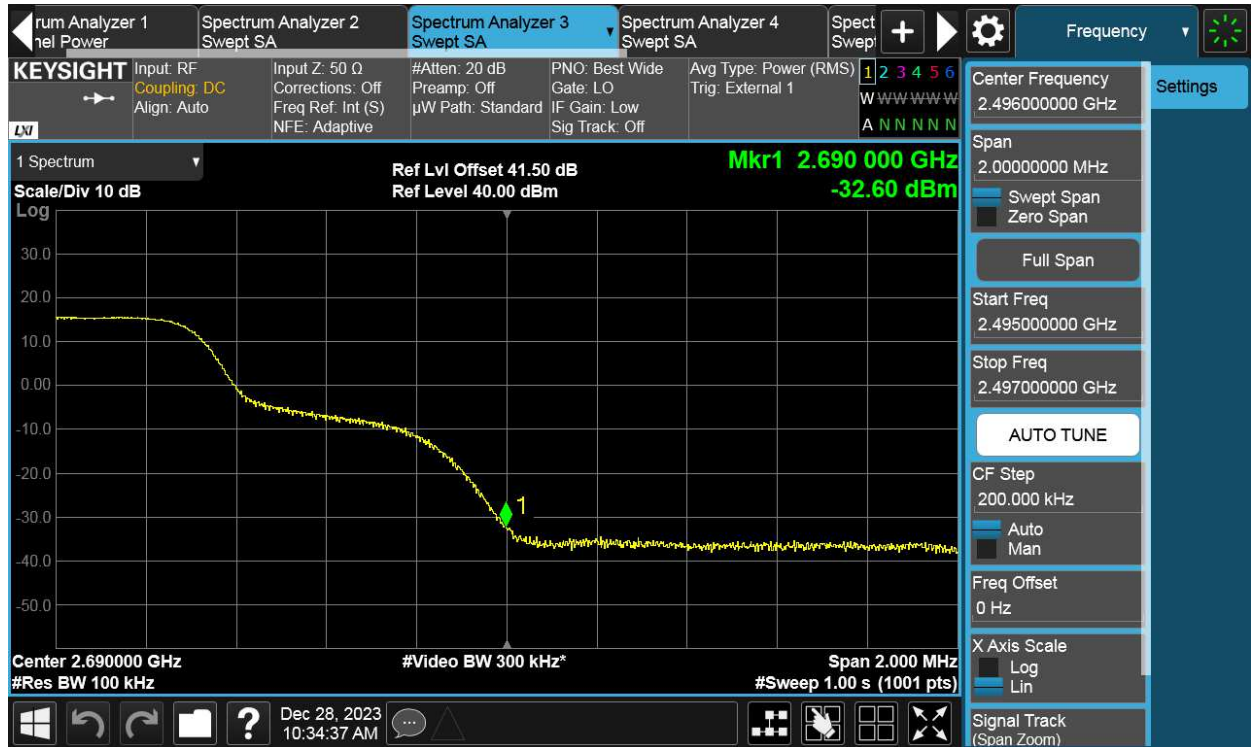 rum Analyzer 1
nel Power
Spectrum Analyzer 2
Swept SA
Spectrum Analyzer 3
Swept SA
Spectrum Analyzer 4
Swept SA
Spect
Swept
+
Frequency
KEYSIGHT
LXI
Input: RF
Coupling: DC
Align: Auto
Input Z: 50 Ω
Corrections: Off
Freq Ref: Int (S)
NFE: Adaptive
#Atten: 20 dB
Preamp: Off
µW Path: Standard
PNO: Best Wide
Gate: LO
IF Gain: Low
Sig Track: Off
Avg Type: Power (RMS)
Trig: External 1
1 2 3 4 5 6
W W W W W W
A N N N N N
1 Spectrum
Scale/Div 10 dB
Log
Ref Lvl Offset 41.50 dB
Ref Level 40.00 dBm
Mkr1 2.690 000 GHz
-32.60 dBm
30.0
20.0
10.0
0.00
-10.0
-20.0
-30.0
-40.0
-50.0
1
Center 2.690000 GHz
#Res BW 100 kHz
#Video BW 300 kHz*
Span 2.000 MHz
#Sweep 1.00 s (1001 pts)
Settings
Center Frequency
2.496000000 GHz
Span
2.00000000 MHz
Swept Span
Zero Span
Full Span
Start Freq
2.495000000 GHz
Stop Freq
2.497000000 GHz
AUTO TUNE
CF Step
200.000 kHz
Auto
Man
Freq Offset
0 Hz
X Axis Scale
Log
Lin
Signal Track
(Span Zoom)
?
Dec 28, 2023
10:34:37 AM